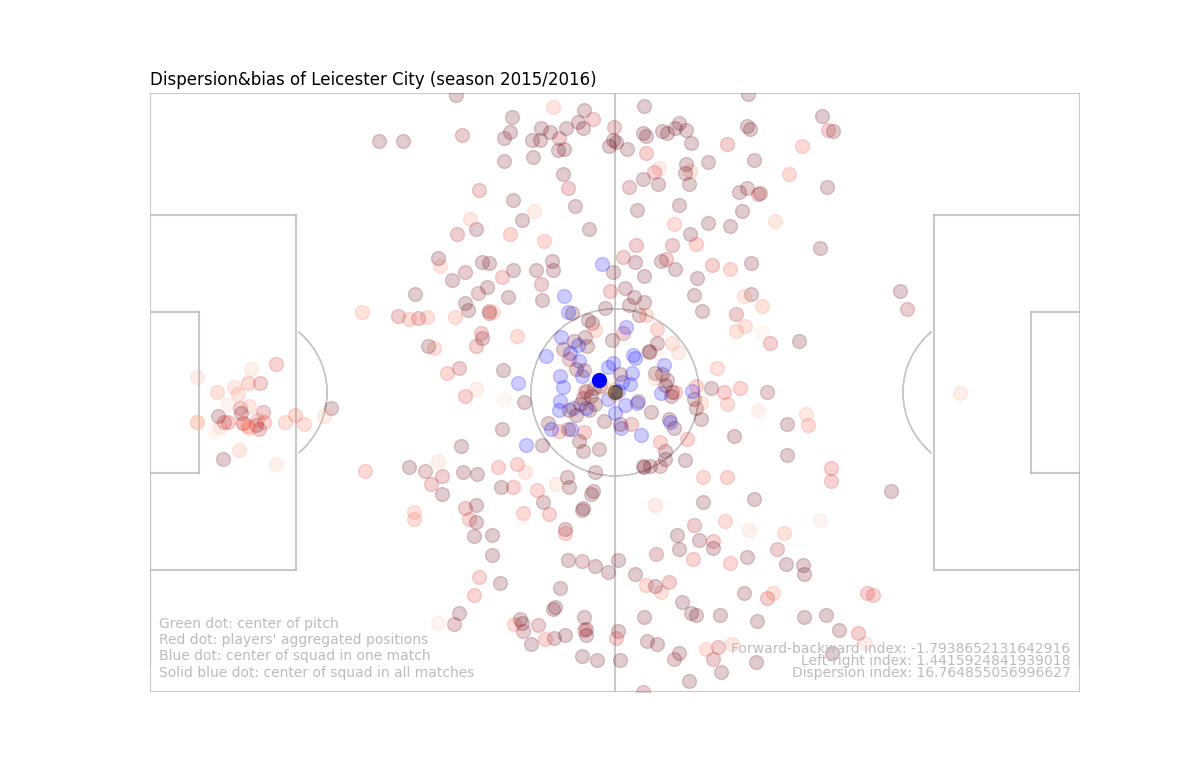 Dispersion&bias of Leicester City (season 2015/2016)
Green dot: center of pitch
Red dot: players' aggregated positions
Blue dot: center of squad in one match
Solid blue dot: center of squad in all matches
Forward-backward index: -1.7938652131642916
Left-right index: 1.4415924841939018
Dispersion index: 16.764855056996627